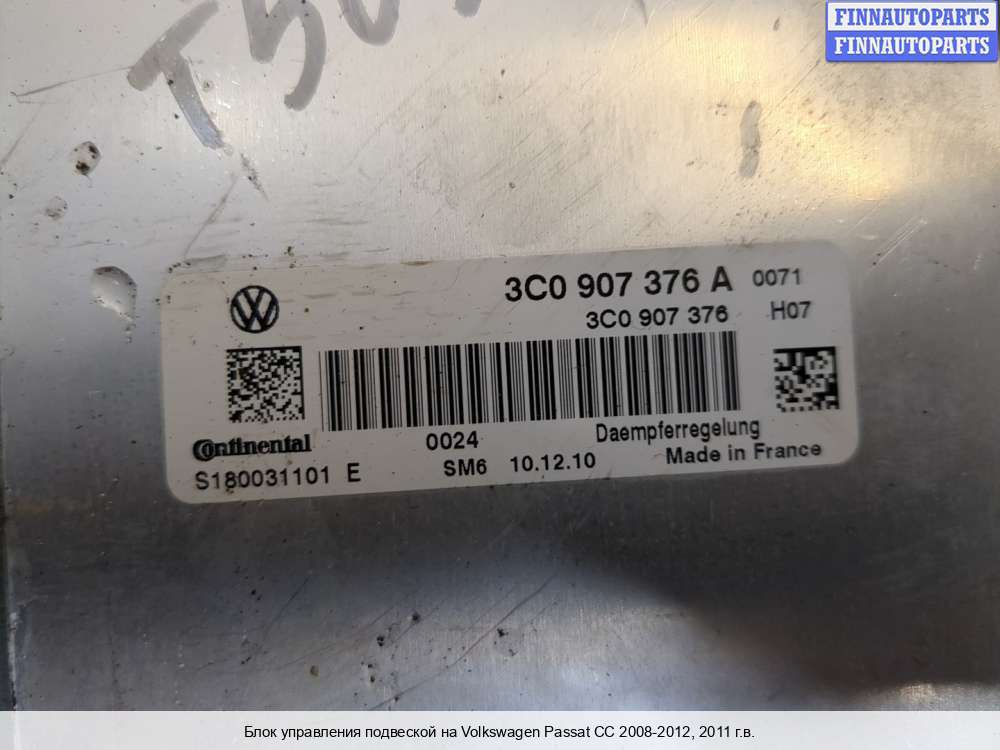 FINNAUTOPARTS
FINNAUTOPARTS
3C0 907 376 A 0071
3C0 907 376 H07
Continental 0024 Daempferregelung
S180031101 E SM6 10.12.10 Made in France
Блок управления подвеской на Volkswagen Passat CC 2008-2012, 2011 г.в.